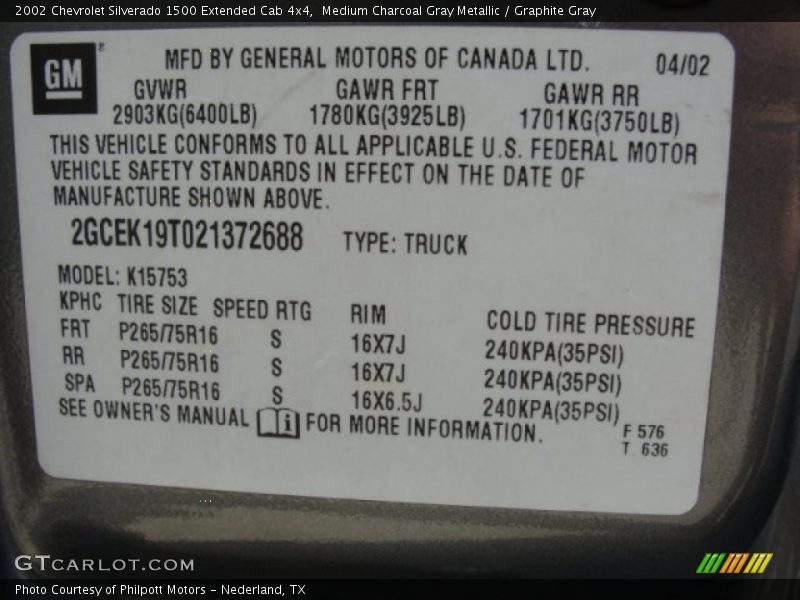 2002 Chevrolet Silverado 1500 Extended Cab 4x4, Medium Charcoal Gray Metallic / Graphite Gray
GM ® MFD BY GENERAL MOTORS OF CANADA LTD. 04/02
GVWR GAWR FRT GAWR RR
2903KG(6400LB) 1780KG(3925LB) 1701KG(3750LB)
THIS VEHICLE CONFORMS TO ALL APPLICABLE U.S. FEDERAL MOTOR
VEHICLE SAFETY STANDARDS IN EFFECT ON THE DATE OF
MANUFACTURE SHOWN ABOVE.
2GCEK19T021372688 TYPE: TRUCK
MODEL: K15753
KPHC TIRE SIZE SPEED RTG RIM COLD TIRE PRESSURE
FRT P265/75R16 S 16X7J 240KPA(35PSI)
RR P265/75R16 S 16X7J 240KPA(35PSI)
SPA P265/75R16 S 16X6.5J 240KPA(35PSI)
SEE OWNER'S MANUAL i FOR MORE INFORMATION.
F 576
T 636
GTCARLOT.COM
Photo Courtesy of Philpott Motors - Nederland, TX